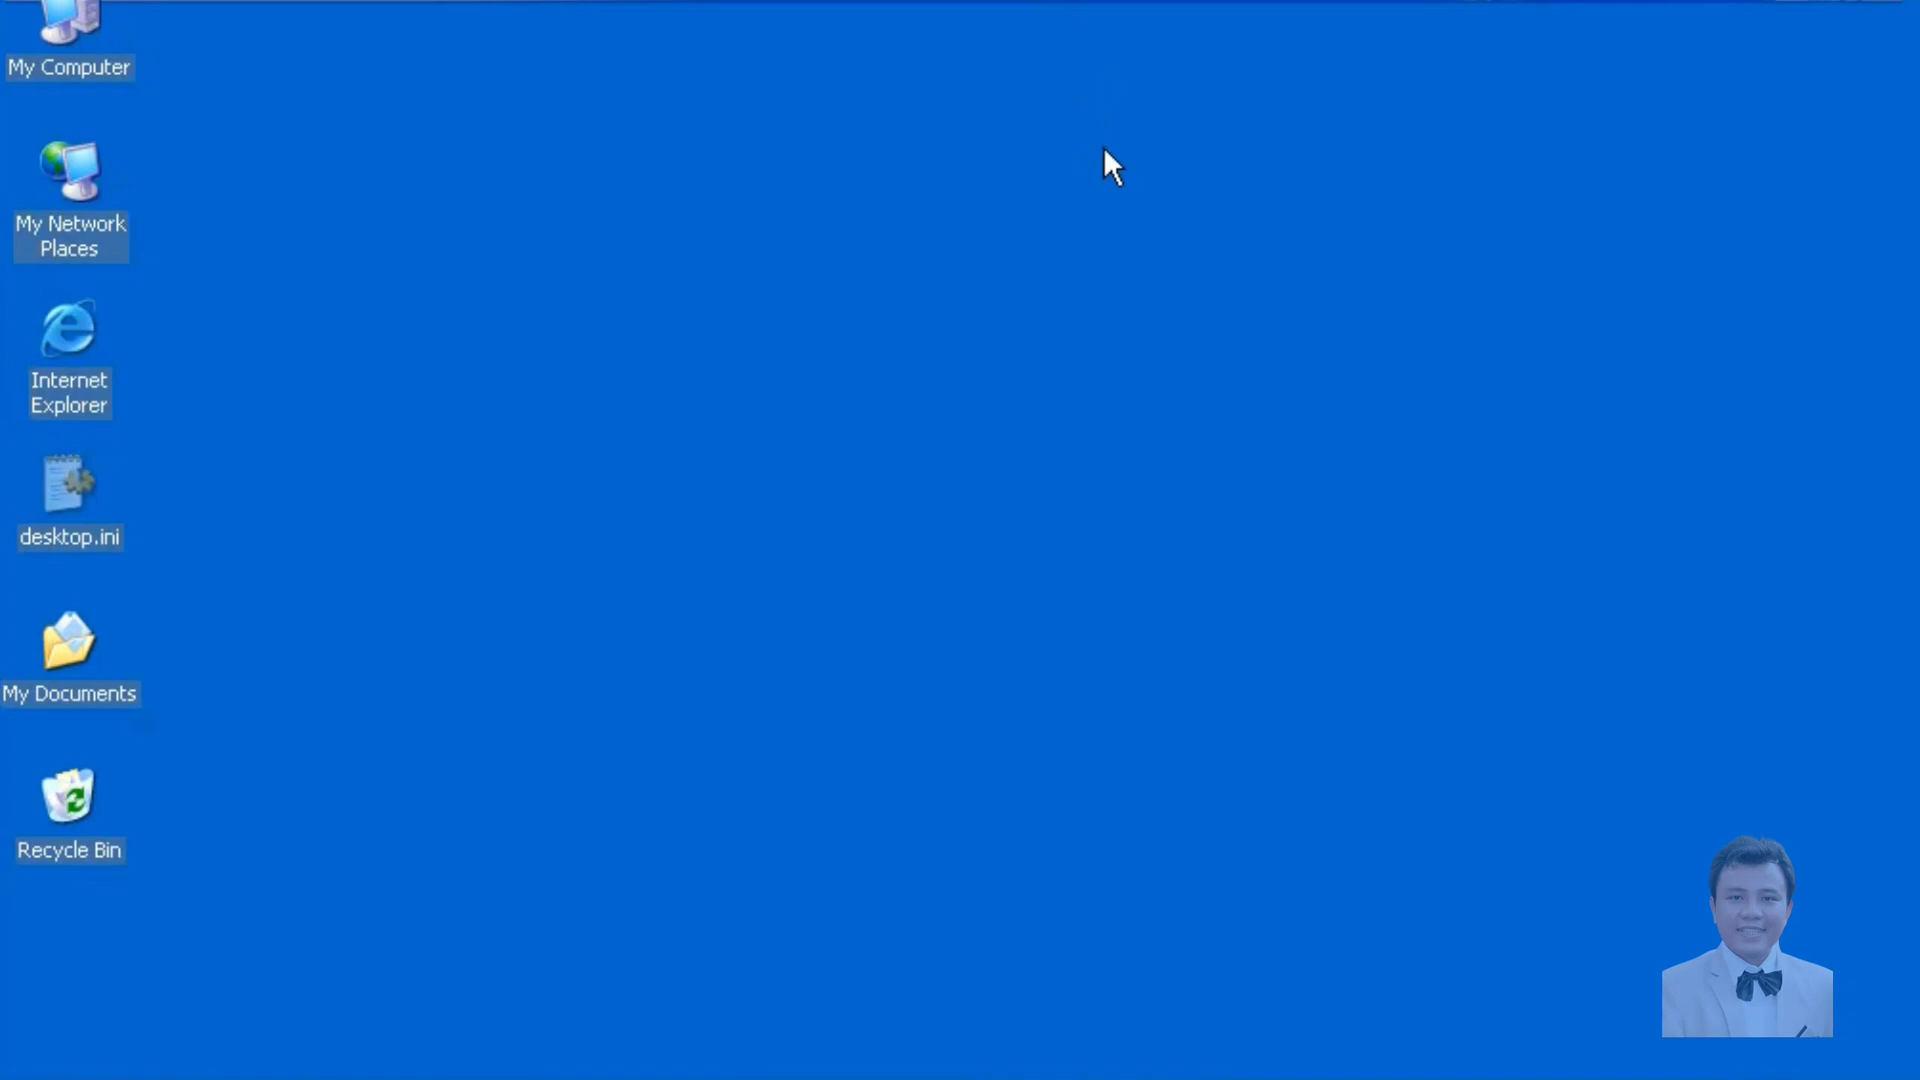 My Computer
My Network
Places
Internet
Explorer
desktop.ini
My Documents
Recycle Bin